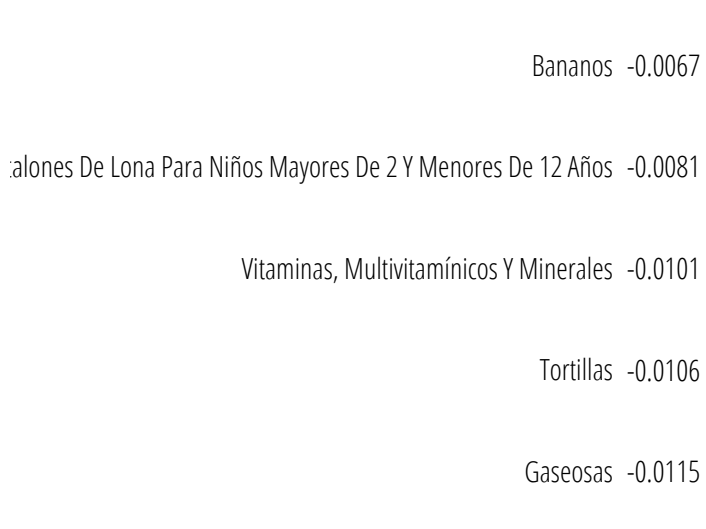 Bananos -0.0067
De Lona Para Niños Mayores De 2 Y Menores De 12 Años -0.0081
Vitaminas, Multivitamínicos Y Minerales -0.0101
Tortillas -0.0106
Gaseosas -0.0115